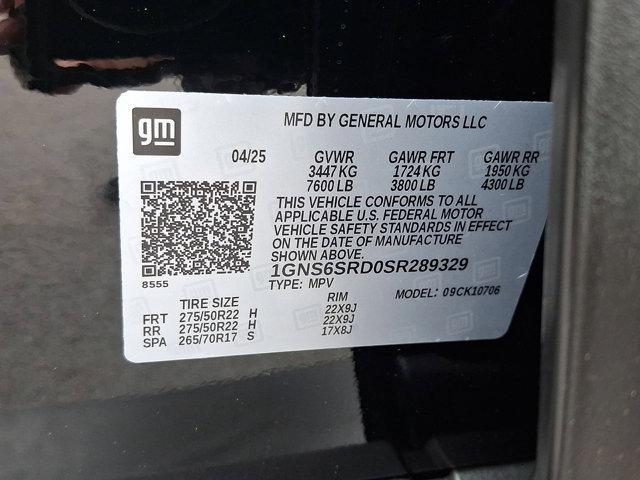 gm
MFD BY GENERAL MOTORS LLC
04/25 GVWR GAWR FRT GAWR RR
3447 KG 1724 KG 1950 KG
7600 LB 3800 LB 4300 LB
THIS VEHICLE CONFORMS TO ALL
APPLICABLE U.S. FEDERAL MOTOR
VEHICLE SAFETY STANDARDS IN EFFECT
ON THE DATE OF MANUFACTURE
SHOWN ABOVE.
1GNS6SRD0SR289329
8555
TYPE: MPV MODEL: 09CK10706
TIRE SIZE RIM
FRT 275/50R22 H 22X9J
RR 275/50R22 H 22X9J
SPA 265/70R17 S 17X8J